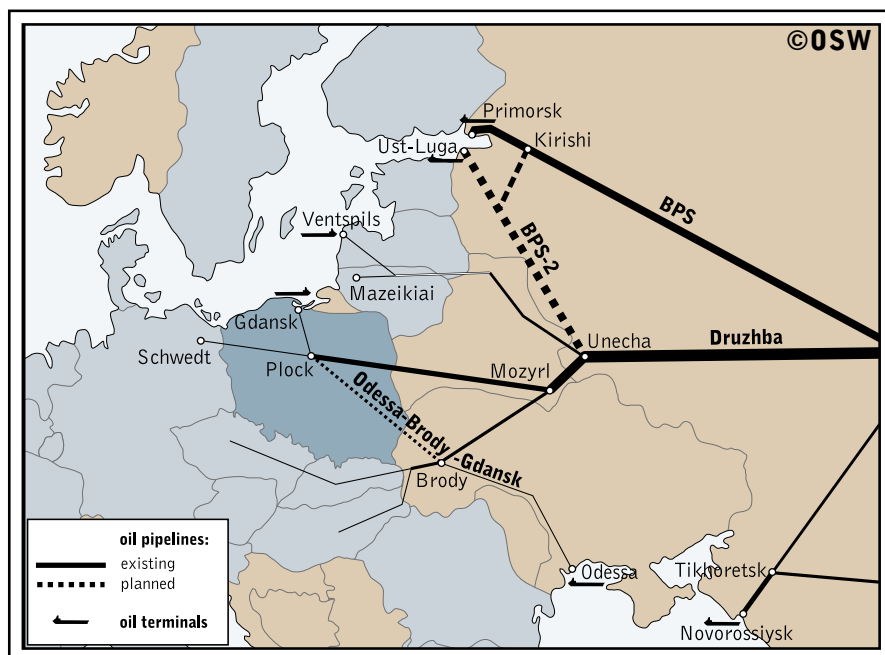 ©OSW
Primorsk
Ust-Luga
Kirishi
BPS
Ventspils
BPS-2
Mazeikiai
Gdansk
Unecha
Druzhba
Schwedt
Plock
Mozyrl
Odessa-Brody-Gdansk
Brody
Odessa
Tikhoretsk
Novorossiysk
oil pipelines:
existing
planned
oil terminals